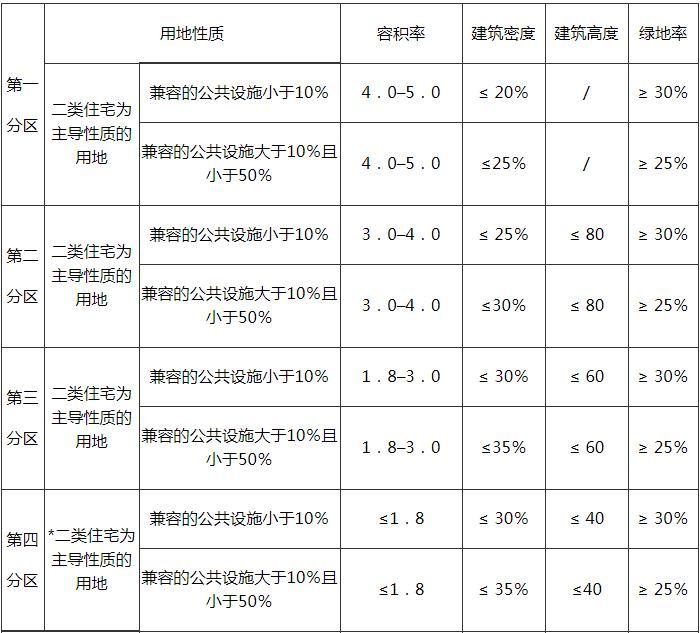 用地性质 容积率 建筑密度 建筑高度 绿地率
第一
分区
二类住宅为
主导性质的
用地
兼容的公共设施小于10% 4．0–5．0 ≤ 20% / ≥ 30%
兼容的公共设施大于10%且
小于50%
4．0–5．0 ≤25% / ≥ 25%
第二
分区
二类住宅为
主导性质的
用地
兼容的公共设施小于10% 3．0–4．0 ≤ 25% ≤ 80 ≥ 30%
兼容的公共设施大于10%且
小于50%
3．0–4．0 ≤30% ≤ 80 ≥ 25%
第三
分区
二类住宅为
主导性质的
用地
兼容的公共设施小于10% 1．8–3．0 ≤ 30% ≤ 60 ≥ 30%
兼容的公共设施大于10%且
小于50%
1．8–3．0 ≤35% ≤ 60 ≥ 25%
第四
分区
*二类住宅为
主导性质的
用地
兼容的公共设施小于10% ≤1．8 ≤ 30% ≤ 40 ≥ 30%
兼容的公共设施大于10%且
小于50%
≤1．8 ≤ 35% ≤40 ≥ 25%